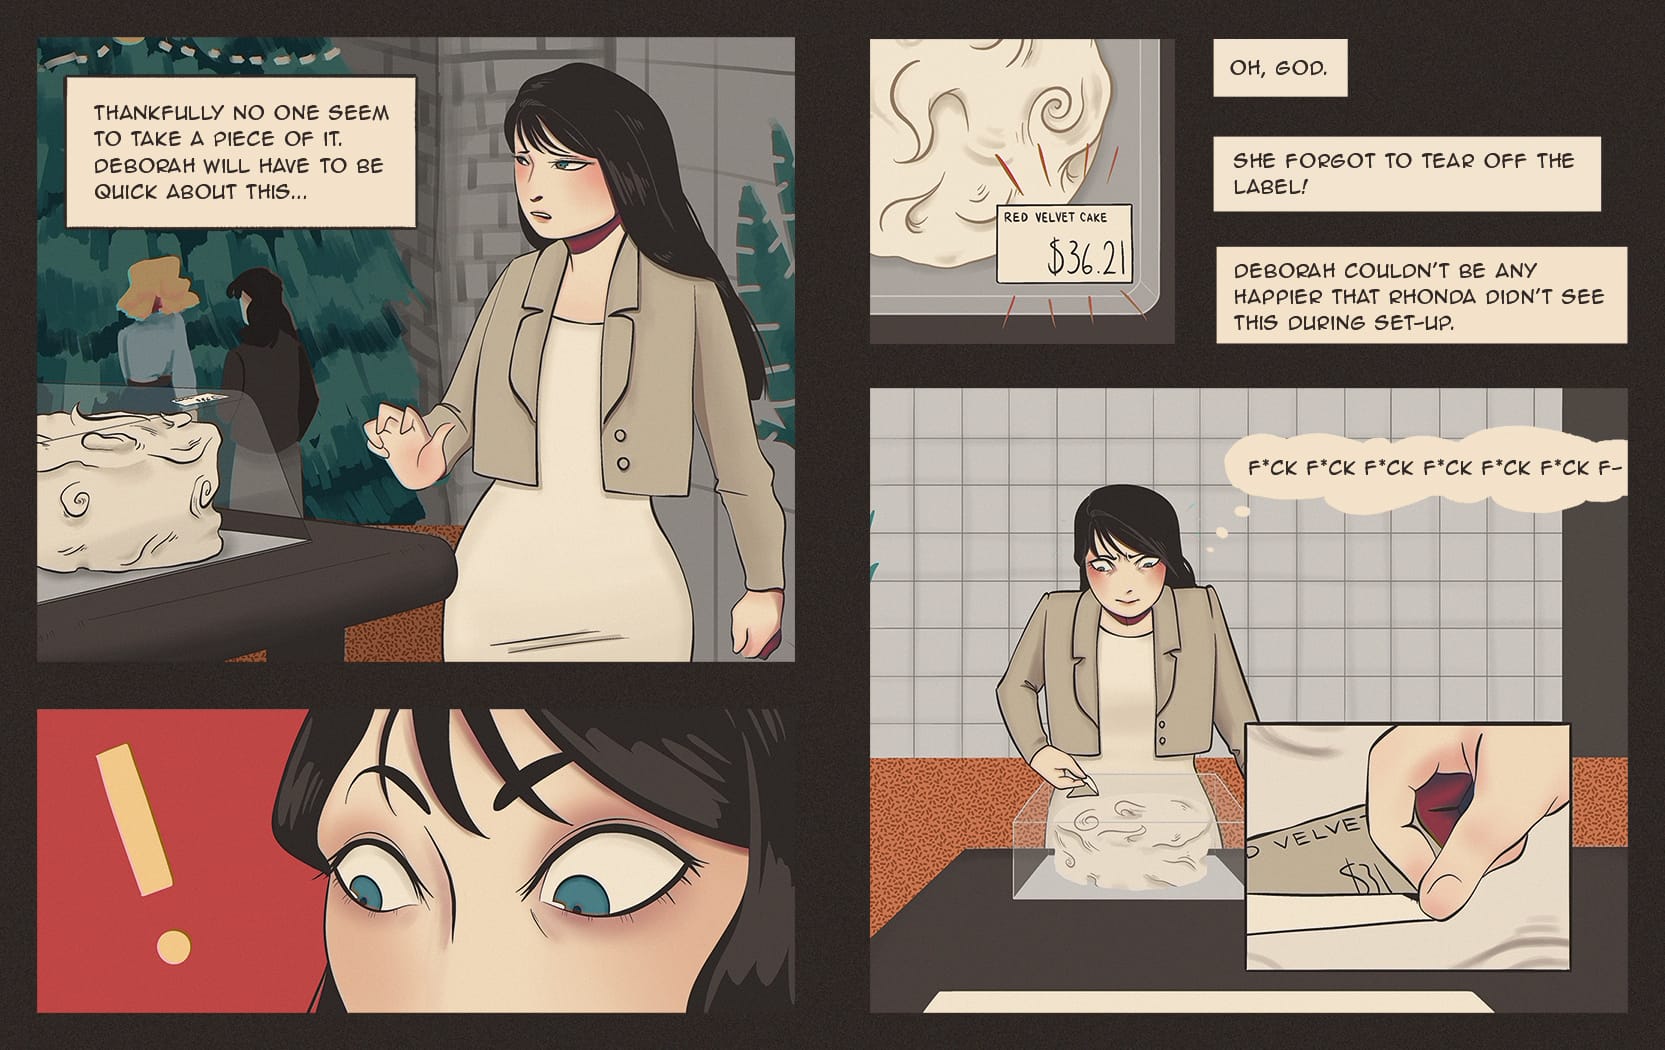 THANKFULLY NO ONE SEEM
TO TAKE A PIECE OF IT.
DEBORAH WILL HAVE TO BE
QUICK ABOUT THIS...
RED VELVET CAKE
$36.21
OH, GOD.
SHE FORGOT TO TEAR OFF THE
LABEL!
DEBORAH COULDN'T BE ANY
HAPPIER THAT RHONDA DIDN'T SEE
THIS DURING SET-UP.
F*CK F*CK F*CK F*CK F*CK F*CK F-
D VELVET
$31